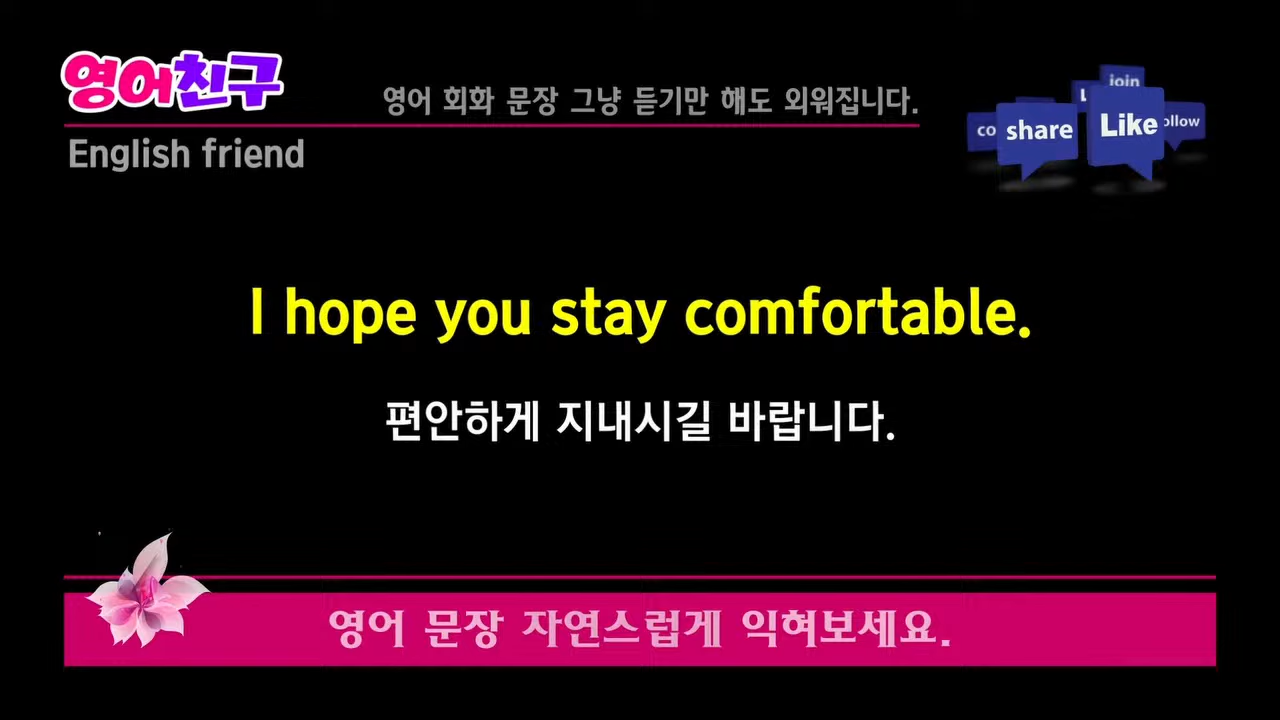 영어친구
영어 회화 문장 그냥 듣기만 해도 외워집니다.
English friend
join
share
Like
I hope you stay comfortable.
편안하게 지내시길 바랍니다.
영어 문장 자연스럽게 익혀보세요.